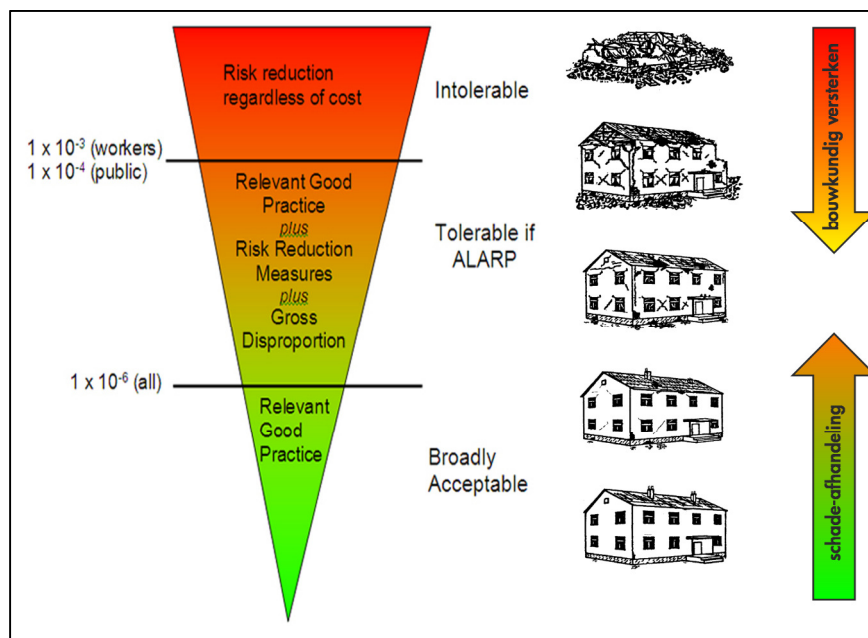 Risk reduction
regardless of cost
Intolerable
1 x 10⁻³ (workers)
1 x 10⁻⁴ (public)
Relevant Good
Practice
plus
Risk Reduction
Measures
plus
Gross
Disproportion
Tolerable if
ALARP
1 x 10⁻⁶ (all)
Relevant
Good
Practice
Broadly
Acceptable
bouwkundig versterken
schade-afhandeling